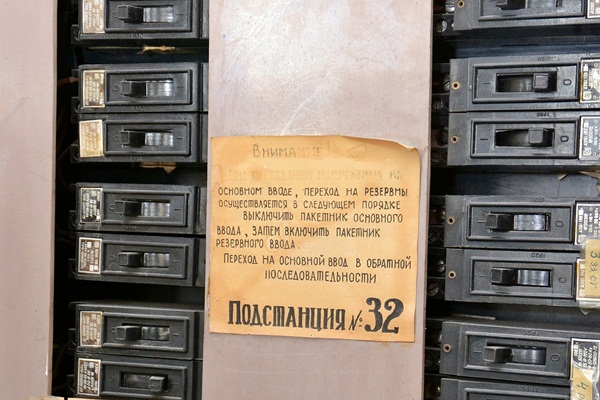 Внимание!
ОСНОВНОМ ВВОДЕ, ПЕРЕХОД НА РЕЗЕРВНЫ
ОСУЩЕСТВЛЯЕТСЯ В СЛЕДУЮЩЕМ ПОРЯДКЕ
ВЫКЛЮЧИТЬ ПАКЕТНИК ОСНОВНОГО
ВВОДА, ЗАТЕМ ВКЛЮЧИТЬ ПАКЕТНИК
РЕЗЕРВНОГО ВВОДА.
ПЕРЕХОД НА ОСНОВНОЙ ВВОД В ОБРАТНОЙ
ПОСЛЕДОВАТЕЛЬНОСТИ
ПОДСТАНЦИЯ №32